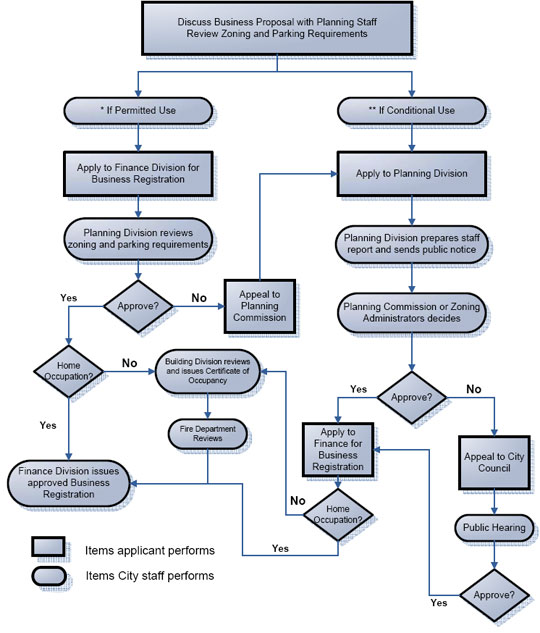 Discuss Business Proposal with Planning Staff
Review Zoning and Parking Requirements
* If Permitted Use
** If Conditional Use
Apply to Finance Division for
Business Registration
Apply to Planning Division
Planning Division reviews
zoning and parking requirements
Planning Division prepares staff
report and sends public notice
Approve?
Yes
No
Appeal to
Planning
Commission
Planning Commission or Zoning
Administrators decides
Home
Occupation?
No
Yes
Building Division reviews
and issues Certificate of
Occupancy
Fire Department
Reviews
Finance Division issues
approved Business
Registration
Approve?
Yes
No
Apply to
Finance for
Business
Registration
Appeal to City
Council
Home
Occupation?
No
Yes
Public Hearing
Approve?
Yes
Items applicant performs
Items City staff performs